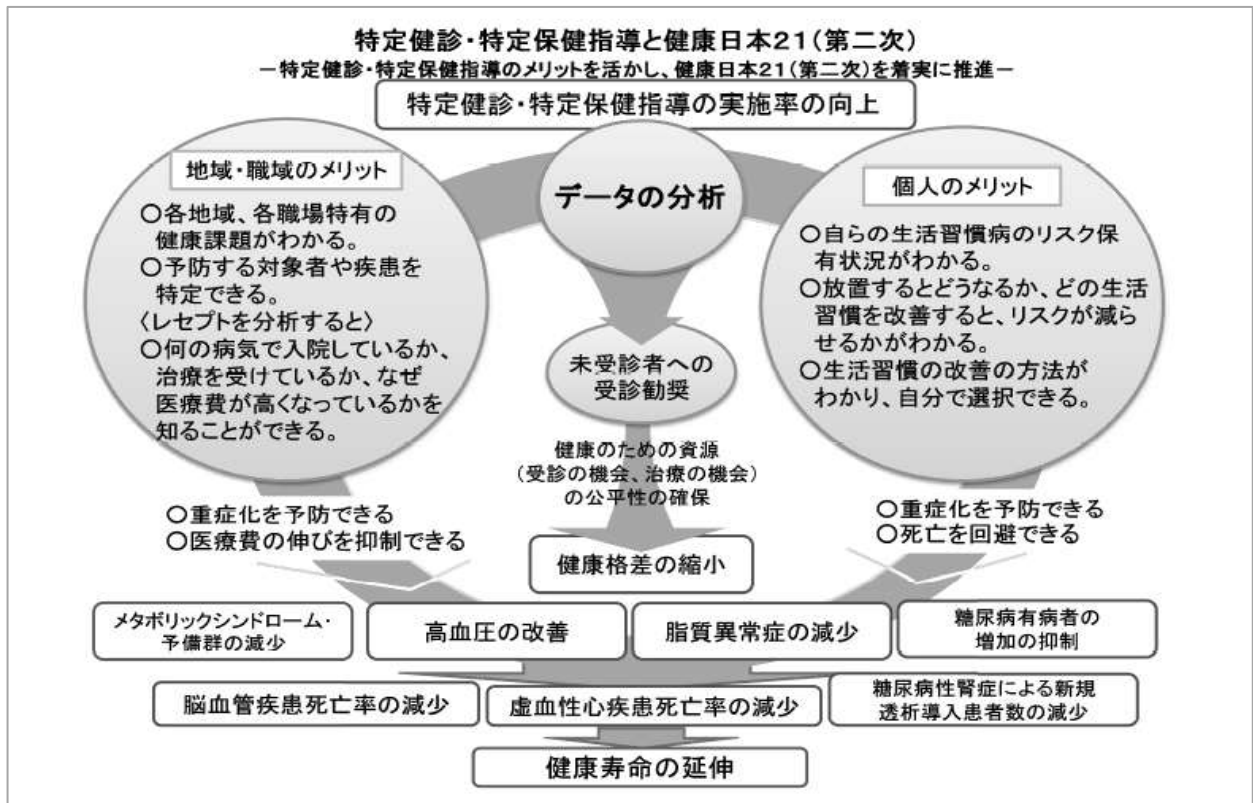 特定健診・特定保健指導と健康日本21(第二次)
－特定健診・特定保健指導のメリットを活かし、健康日本21(第二次)を着実に推進－
特定健診・特定保健指導の実施率の向上
地域・職域のメリット
〇各地域、各職場特有の
健康課題がわかる。
〇予防する対象者や疾患を
特定できる。
〈レセプトを分析すると〉
〇何の病気で入院しているか、
治療を受けているか、なぜ
医療費が高くなっているかを
知ることができる。
〇重症化を予防できる
〇医療費の伸びを抑制できる
データの分析
未受診者への
受診勧奨
健康のための資源
(受診の機会、治療の機会)
の公平性の確保
健康格差の縮小
個人のメリット
〇自らの生活習慣病のリスク保
有状況がわかる。
〇放置するとどうなるか、どの生活
習慣を改善すると、リスクが減ら
せるかがわかる。
〇生活習慣の改善の方法が
わかり、自分で選択できる。
〇重症化を予防できる
〇死亡を回避できる
メタボリックシンドローム・
予備群の減少
高血圧の改善
脂質異常症の減少
糖尿病有病者の
増加の抑制
脳血管疾患死亡率の減少
虚血性心疾患死亡率の減少
糖尿病性腎症による新規
透析導入患者数の減少
健康寿命の延伸